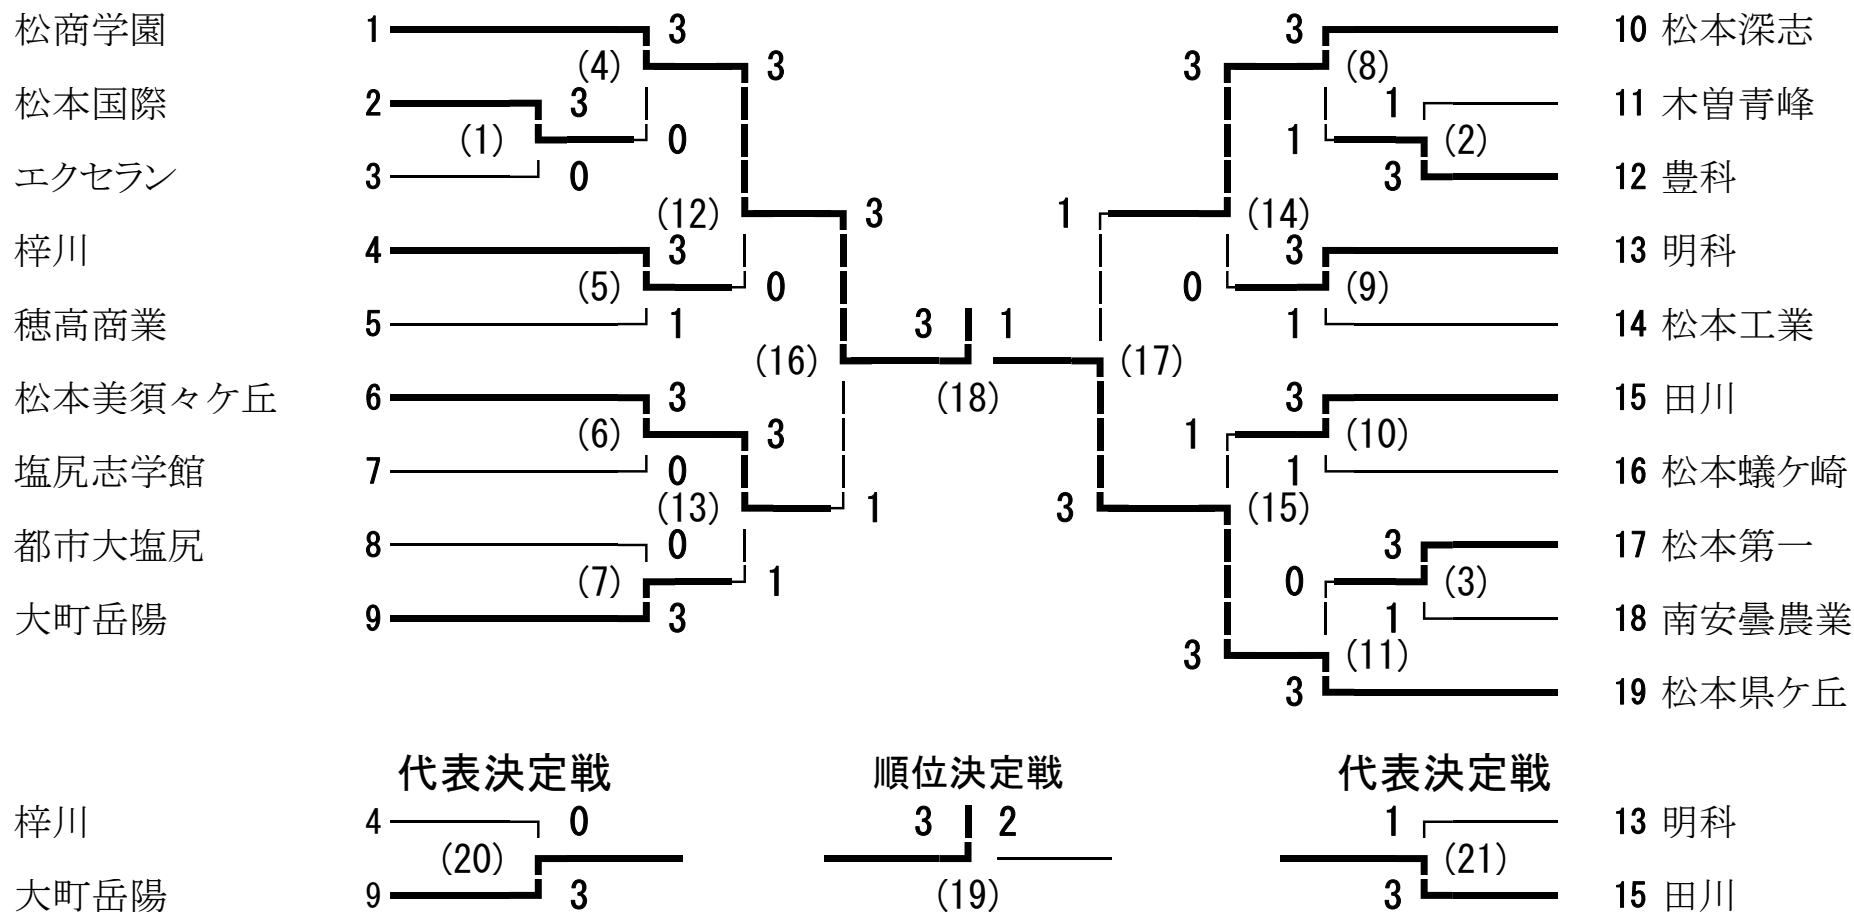 松商学園 1 3 3 10 松本深志
(4) 3 3 (8)
松本国際 2 3 1 11 木曽青峰
(1) 0 1 (2)
エクセラン 3 0 3 12 豊科
(12) 3 1 (14)
梓川 4 3 3 13 明科
(5) 0 0 (9)
穂高商業 5 1 3 1 1 14 松本工業
(16) (17)
松本美須々ケ丘 6 3 (18) 3 15 田川
(6) 3 1 (10)
塩尻志学館 7 0 1 16 松本蟻ケ崎
(13) 1 3 (15)
都市大塩尻 8 0 3 17 松本第一
(7) 1 0 (3)
大町岳陽 9 3 1 18 南安曇農業
3 (11)
3 19 松本県ケ丘
代表決定戦 順位決定戦 代表決定戦
梓川 4 0 3 2 1 13 明科
(20) (21)
大町岳陽 9 3 (19) 3 15 田川